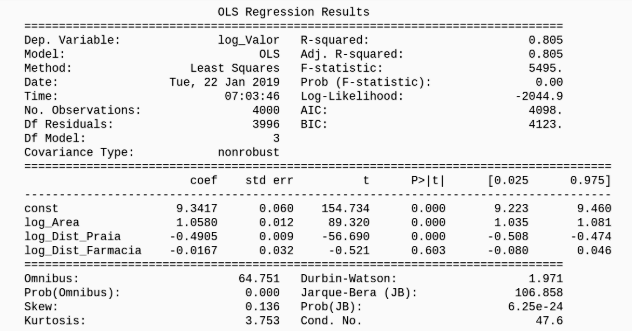 OLS Regression Results
==============================================================================
Dep. Variable: log_Valor R-squared: 0.805
Model: OLS Adj. R-squared: 0.805
Method: Least Squares F-statistic: 5495.
Date: Tue, 22 Jan 2019 Prob (F-statistic): 0.00
Time: 07:03:46 Log-Likelihood: -2044.9
No. Observations: 4000 AIC: 4098.
Df Residuals: 3996 BIC: 4123.
Df Model: 3
Covariance Type: nonrobust
=====================================================================================
coef std err t P>|t| [0.025 0.975]
-------------------------------------------------------------------------------------
const 9.3417 0.060 154.734 0.000 9.223 9.460
log_Area 1.0580 0.012 89.320 0.000 1.035 1.081
log_Dist_Praia -0.4905 0.009 -56.690 0.000 -0.508 -0.474
log_Dist_Farmacia -0.0167 0.032 -0.521 0.603 -0.080 0.046
==============================================================================
Omnibus: 64.751 Durbin-Watson: 1.971
Prob(Omnibus): 0.000 Jarque-Bera (JB): 106.858
Skew: 0.136 Prob(JB): 6.25e-24
Kurtosis: 3.753 Cond. No. 47.6